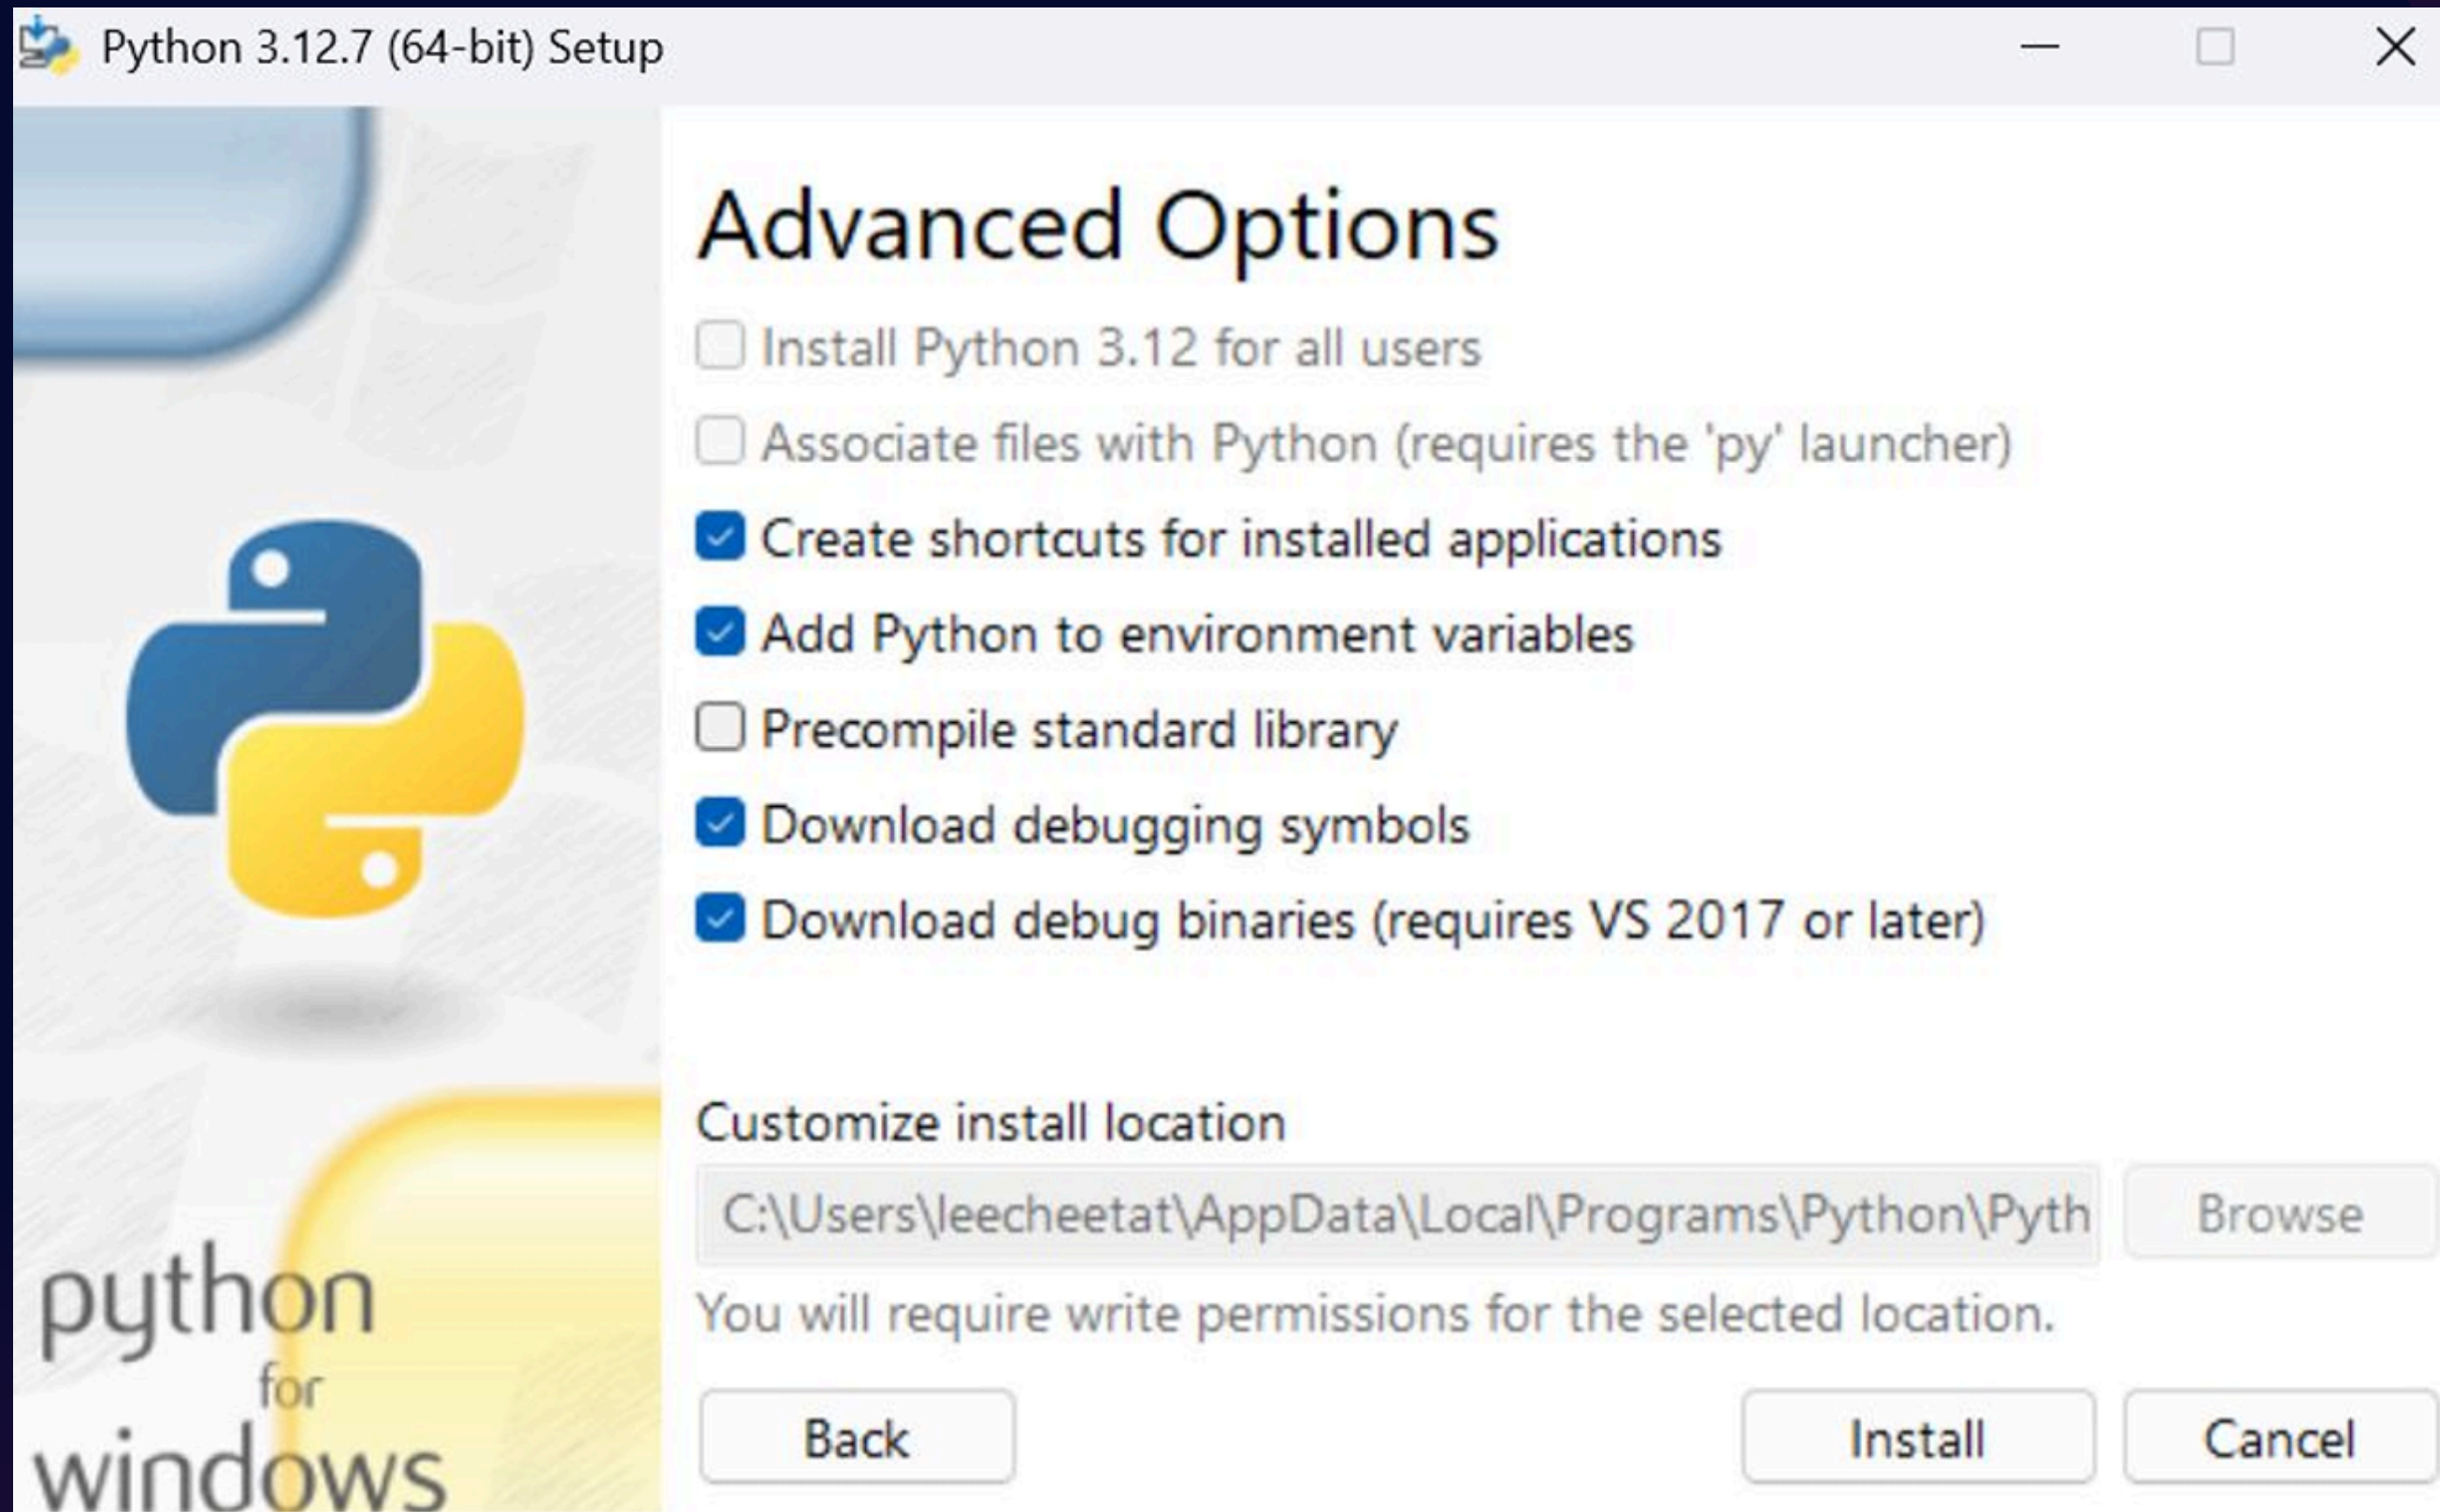 Python 3.12.7 (64-bit) Setup
Advanced Options
Install Python 3.12 for all users
Associate files with Python (requires the 'py' launcher)
Create shortcuts for installed applications
Add Python to environment variables
Precompile standard library
Download debugging symbols
Download debug binaries (requires VS 2017 or later)
Customize install location
C:\Users\leecheetat\AppData\Local\Programs\Python\Pyth
Browse
You will require write permissions for the selected location.
Back
Install
Cancel
python
for
windows